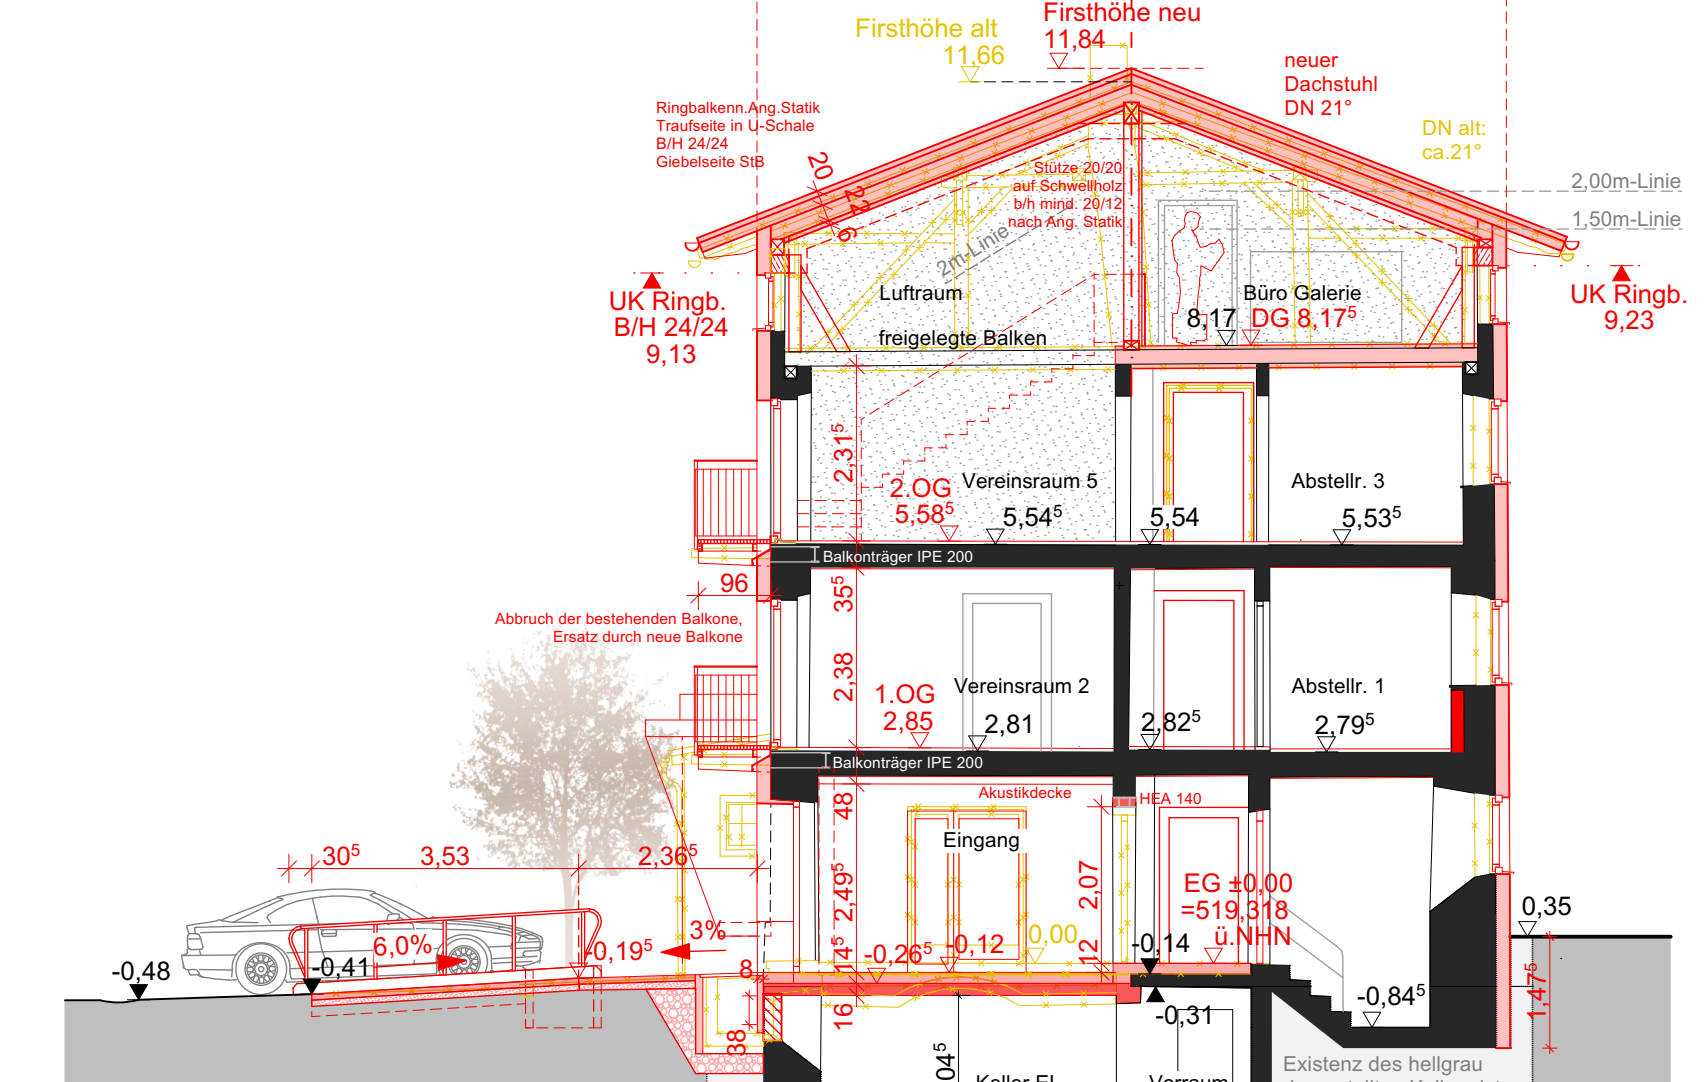 Firsthöhe alt
11,66
Firsthöhe neu
11,84
neuer
Dachstuhl
DN 21°
DN alt:
ca.21°
Ringbalkenn.Ang.Statik
Traufseite in U-Schale
B/H 24/24
Giebelseite StB
20
22
6
Stütze 20/20
auf Schwellholz
b/h mind. 20/12
nach Ang. Statik
2m-Linie
2,00m-Linie
1,50m-Linie
UK Ringb.
B/H 24/24
9,13
UK Ringb.
9,23
Luftraum
freigelegte Balken
Büro Galerie
8,17
DG 8,17⁵
2,31⁵
Vereinsraum 5
Abstellr. 3
2.OG
5,58⁵
5,54⁵
5,54
5,53⁵
Balkonträger IPE 200
96
35⁵
Abbruch der bestehenden Balkone,
Ersatz durch neue Balkone
2,38
Vereinsraum 2
Abstellr. 1
1.OG
2,85
2,81
2,82⁵
2,79⁵
Balkonträger IPE 200
Akustikdecke
HEA 140
48
Eingang
30⁵
3,53
2,36⁵
2,49⁵
2,07
EG ±0,00
=519,318
ü.NHN
0,35
6,0%
3%
-0,19⁵
0,00
-0,26⁵
-0,12
-0,14
14⁵
12
8
-0,48
-0,41
-0,84⁵
1,47⁵
16
-0,31
38
04⁵
Existenz des hellgrau
Keller EL
Vorraum